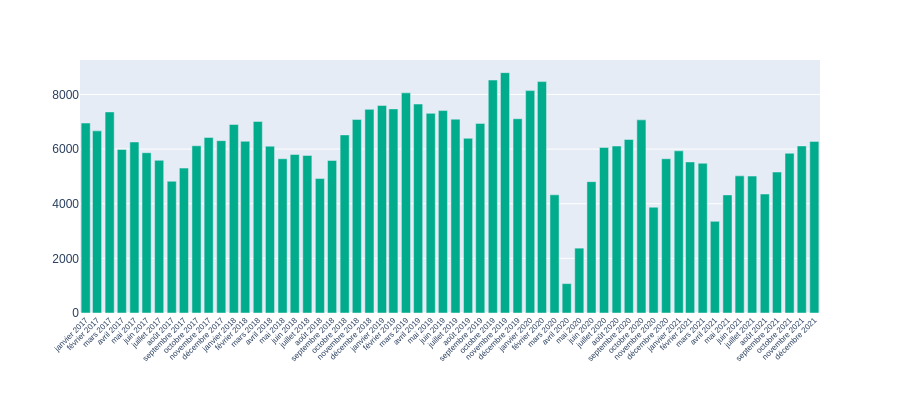 8000
6000
4000
2000
0
janvier 2017
février 2017
mars 2017
avril 2017
mai 2017
juin 2017
juillet 2017
août 2017
septembre 2017
octobre 2017
novembre 2017
décembre 2017
janvier 2018
février 2018
mars 2018
avril 2018
mai 2018
juin 2018
juillet 2018
août 2018
septembre 2018
octobre 2018
novembre 2018
décembre 2018
janvier 2019
février 2019
mars 2019
avril 2019
mai 2019
juin 2019
juillet 2019
août 2019
septembre 2019
octobre 2019
novembre 2019
décembre 2019
janvier 2020
février 2020
mars 2020
avril 2020
mai 2020
juin 2020
juillet 2020
août 2020
septembre 2020
octobre 2020
novembre 2020
décembre 2020
janvier 2021
février 2021
mars 2021
avril 2021
mai 2021
juin 2021
juillet 2021
août 2021
septembre 2021
octobre 2021
novembre 2021
décembre 2021